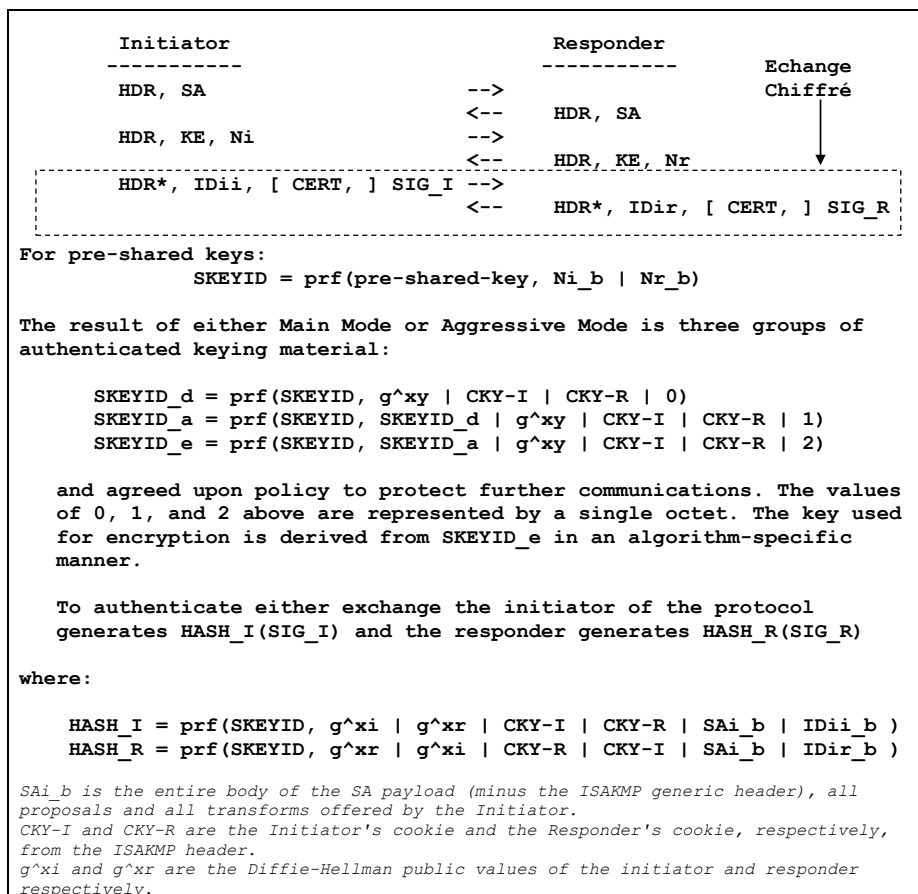 Initiator Responder
----------- -----------
Echange
HDR, SA --> Chiffré
<-- HDR, SA
HDR, KE, Ni -->
<-- HDR, KE, Nr
HDR*, IDii, [ CERT, ] SIG_I -->
<-- HDR*, IDir, [ CERT, ] SIG_R
For pre-shared keys:
SKEYID = prf(pre-shared-key, Ni_b | Nr_b)
The result of either Main Mode or Aggressive Mode is three groups of
authenticated keying material:
SKEYID_d = prf(SKEYID, g^xy | CKY-I | CKY-R | 0)
SKEYID_a = prf(SKEYID, SKEYID_d | g^xy | CKY-I | CKY-R | 1)
SKEYID_e = prf(SKEYID, SKEYID_a | g^xy | CKY-I | CKY-R | 2)
and agreed upon policy to protect further communications. The values
of 0, 1, and 2 above are represented by a single octet. The key used
for encryption is derived from SKEYID_e in an algorithm-specific
manner.
To authenticate either exchange the initiator of the protocol
generates HASH_I(SIG_I) and the responder generates HASH_R(SIG_R)
where:
HASH_I = prf(SKEYID, g^xi | g^xr | CKY-I | CKY-R | SAi_b | IDii_b )
HASH_R = prf(SKEYID, g^xr | g^xi | CKY-R | CKY-I | SAi_b | IDir_b )
SAi_b is the entire body of the SA payload (minus the ISAKMP generic header), all
proposals and all transforms offered by the Initiator.
CKY-I and CKY-R are the Initiator's cookie and the Responder's cookie, respectively,
from the ISAKMP header.
g^xi and g^xr are the Diffie-Hellman public values of the initiator and responder
respectively.